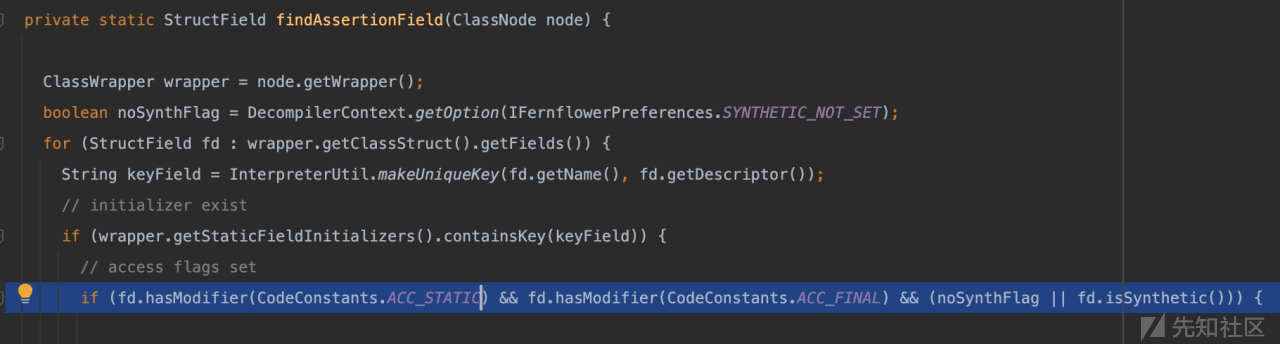 private static StructField findAssertionField(ClassNode node) {
ClassWrapper wrapper = node.getWrapper();
boolean noSynthFlag = DecompilerContext.getOption(IFernflowerPreferences.SYNTHETIC_NOT_SET);
for (StructField fd : wrapper.getClassStruct().getFields()) {
String keyField = InterpreterUtil.makeUniqueKey(fd.getName(), fd.getDescriptor());
// initializer exist
if (wrapper.getStaticFieldInitializers().containsKey(keyField)) {
// access flags set
if (fd.hasModifier(CodeConstants.ACC_STATIC) && fd.hasModifier(CodeConstants.ACC_FINAL) && (noSynthFlag || fd.isSynthetic())) {
先知社区